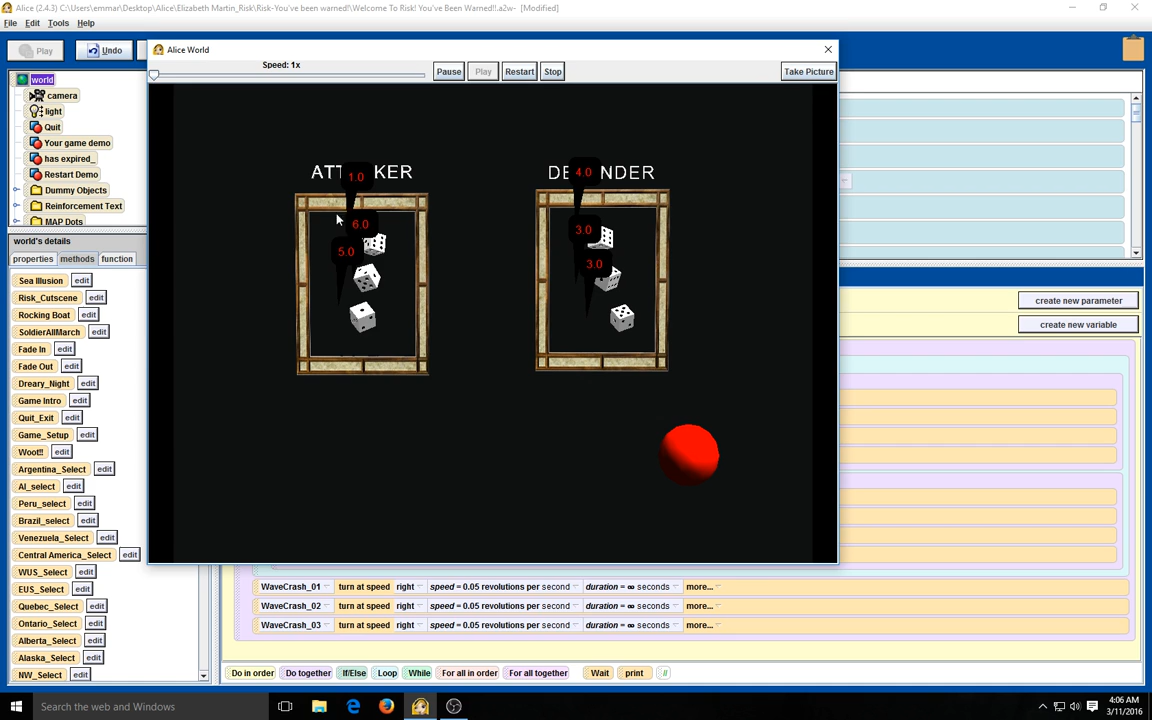 Alice (2.4.3) C:\Users\emmar\Desktop\Alice\Elizabeth Martin_Risk\Risk-You've been warned!\Welcome To Risk! You've Been Warned!!.a2w- [Modified]
File Edit Tools Help
Play Undo
Alice World
Speed: 1x
Pause Play Restart Stop Take Picture
world
camera
light
Quit
Your game demo
has expired_
Restart Demo
Dummy Objects
Reinforcement Text
MAP Dots
world's details
properties methods function
Sea Illusion edit
Risk_Cutscene edit
Rocking Boat edit
SoldierAllMarch edit
Fade In edit
Fade Out edit
Dreary_Night edit
Game Intro edit
Quit_Exit edit
Game_Setup edit
Woot!! edit
Argentina_Select edit
AI_select edit
Peru_select edit
Brazil_select edit
Venezuela_Select edit
Central America_Select edit
WUS_Select edit
EUS_Select edit
Quebec_Select edit
Ontario_Select edit
Alberta_Select edit
Alaska_Select edit
NW_Select edit
ATT KER
1.0
6.0
5.0
DE NDER
4.0
3.0
3.0
create new parameter
create new variable
WaveCrash_01 turn at speed right speed = 0.05 revolutions per second duration = ∞ seconds more...
WaveCrash_02 turn at speed right speed = 0.05 revolutions per second duration = ∞ seconds more...
WaveCrash_03 turn at speed right speed = 0.05 revolutions per second duration = ∞ seconds more...
Do in order Do together If/Else Loop While For all in order For all together Wait print //
Search the web and Windows
4:06 AM
3/11/2016